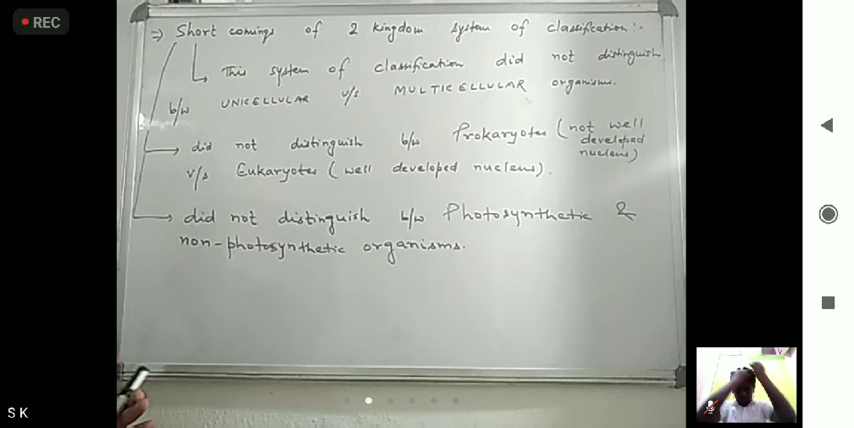 REC
=) Short comings of 2 kingdom system of classification:-
This system of classification did not distinguish
b/w UNICELLULAR v/s MULTICELLULAR organisms.
did not distinguish b/w Prokaryotes (not well developed nucleus)
v/s Eukaryotes (well developed nucleus).
did not distinguish b/w Photosynthetic &
non-photosynthetic organisms.
S K